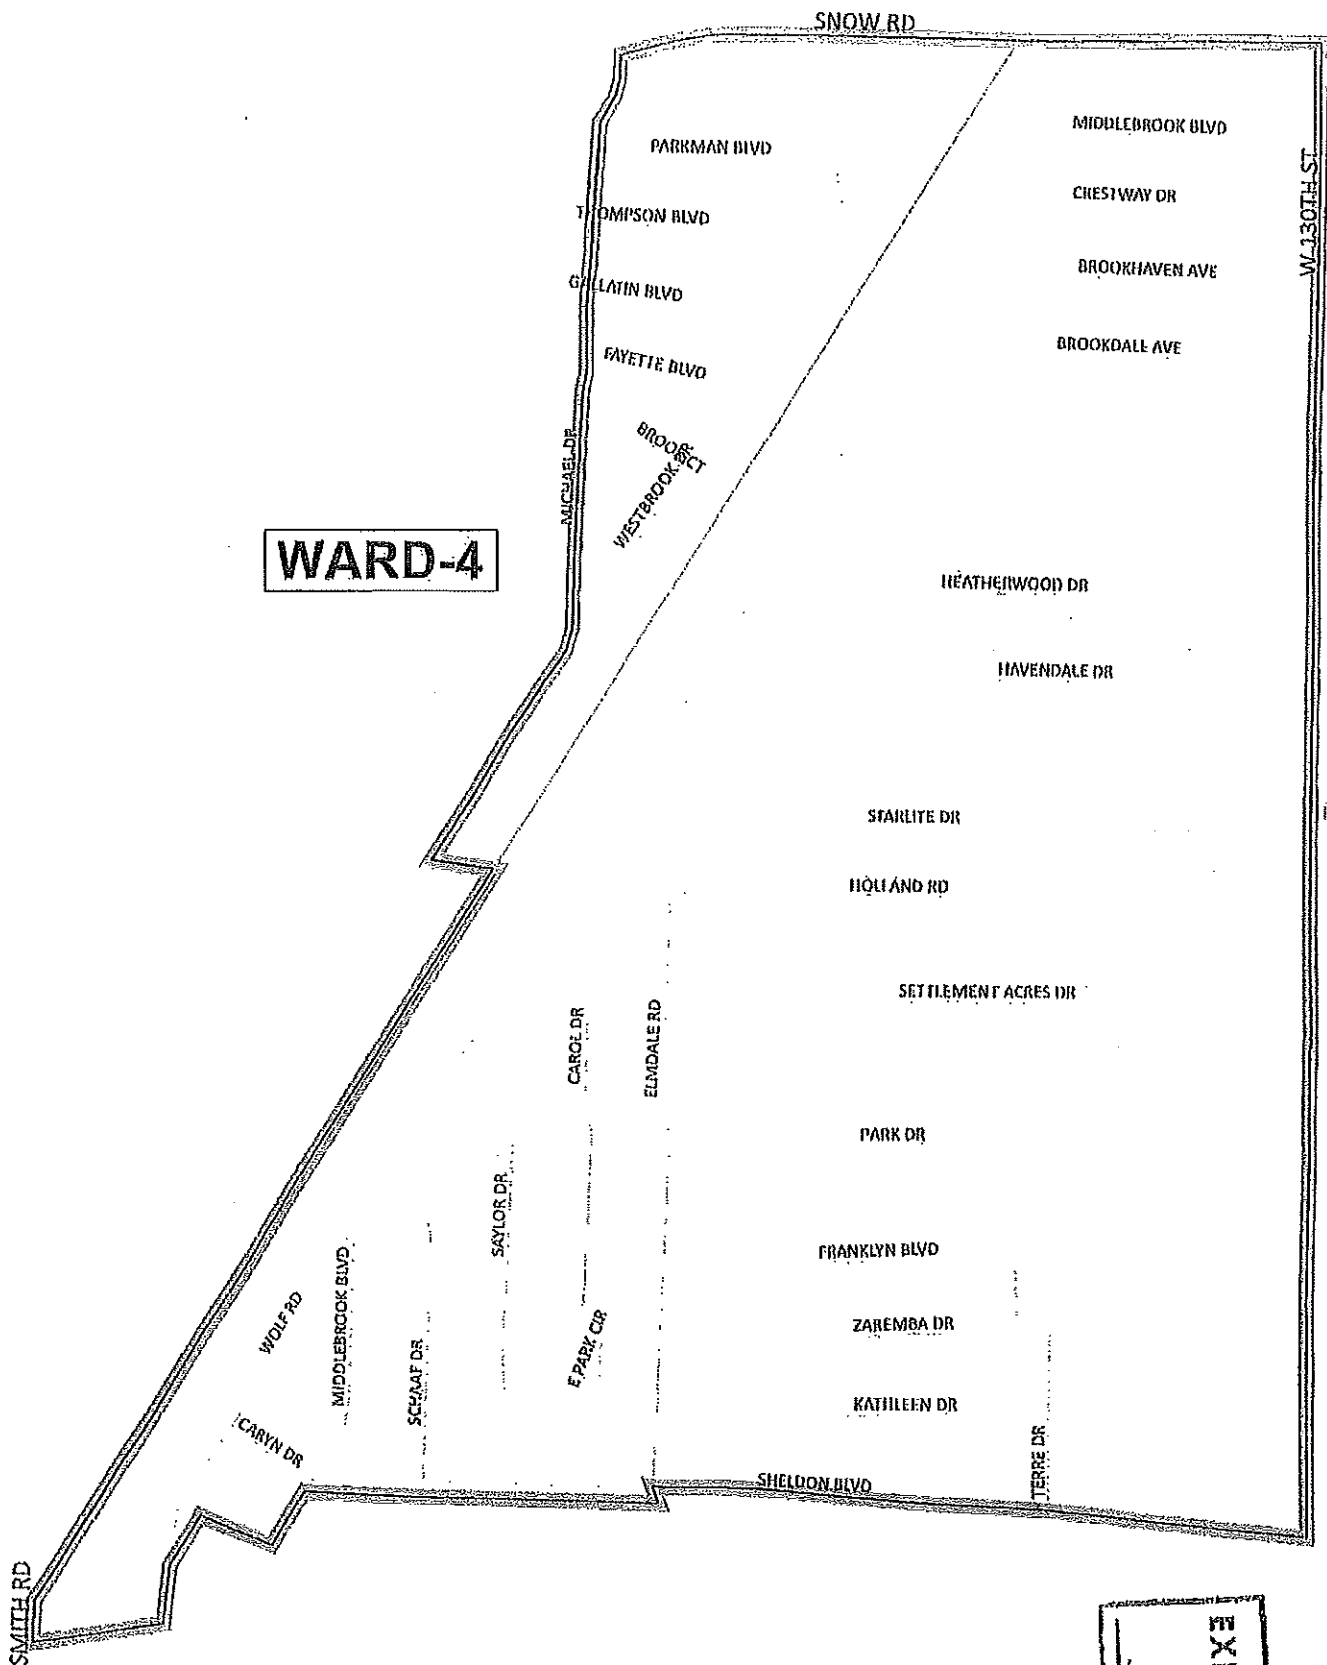 SNOW RD
MIDDLEBROOK BLVD
PARKMAN BLVD
CRESTWAY DR
W 130TH ST
THOMPSON BLVD
BROOKHAVEN AVE
GALLATIN BLVD
BROOKDALE AVE
FAYETTE BLVD
BROOK CT
MICHAEL DR
WESTBROOK DR
WARD-4
HEATHERWOOD DR
HAVENDALE DR
STARLITE DR
HOLLAND RD
SETTLEMENT ACRES DR
CAROL DR
ELMDALE RD
PARK DR
SAYLOR DR
FRANKLYN BLVD
WOLF RD
MIDDLEBROOK BLVD
ZAREMBA DR
E PARK CIR
SCHAAF DR
KATHLEEN DR
CARYN DR
TERRE DR
SHELDON BLVD
SMITH RD